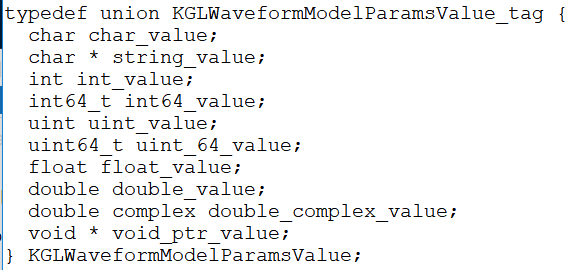 typedef union KGLWaveformModelParamsValue_tag {
  char char_value;
  char * string_value;
  int int_value;
  int64_t int64_value;
  uint uint_value;
  uint64_t uint_64_value;
  float float_value;
  double double_value;
  double complex double_complex_value;
  void * void_ptr_value;
} KGLWaveformModelParamsValue;